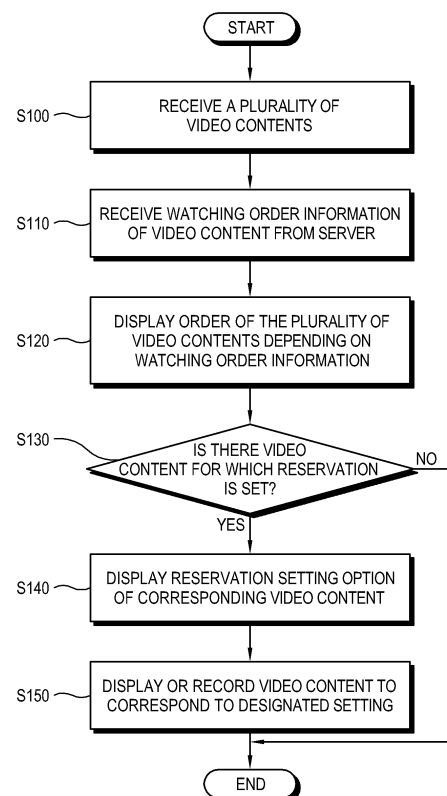 START
S100
RECEIVE A PLURALITY OF
VIDEO CONTENTS
S110
RECEIVE WATCHING ORDER INFORMATION
OF VIDEO CONTENT FROM SERVER
S120
DISPLAY ORDER OF THE PLURALITY OF
VIDEO CONTENTS DEPENDING ON
WATCHING ORDER INFORMATION
S130
IS THERE VIDEO
CONTENT FOR WHICH RESERVATION
IS SET?
NO
YES
S140
DISPLAY RESERVATION SETTING OPTION
OF CORRESPONDING VIDEO CONTENT
S150
DISPLAY OR RECORD VIDEO CONTENT TO
CORRESPOND TO DESIGNATED SETTING
END